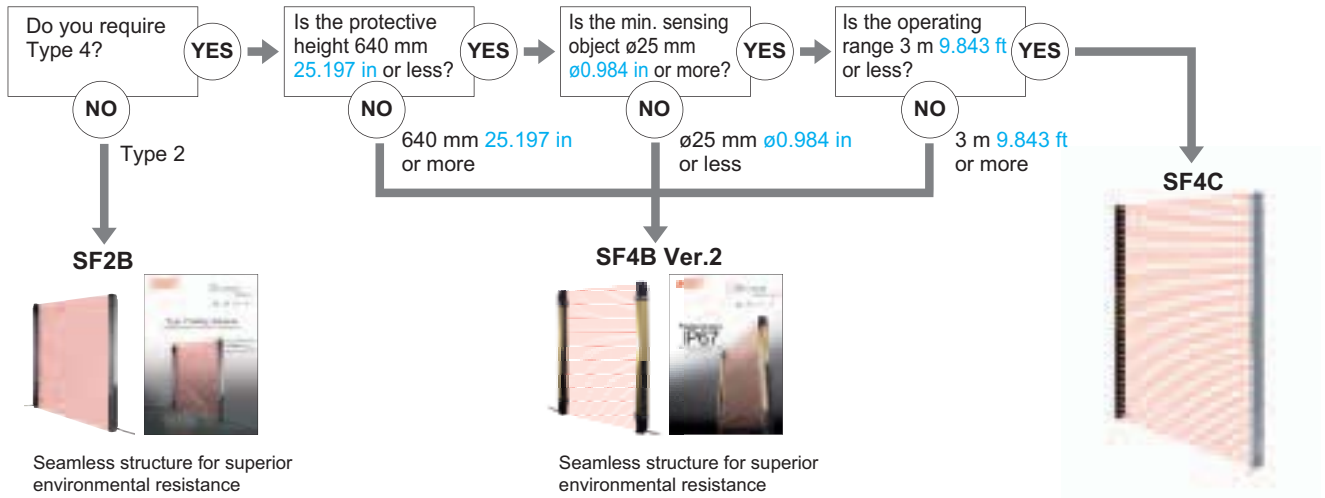 Do you require
Type 4?
YES
NO
Type 2
Is the protective
height 640 mm
25.197 in or less?
YES
NO
640 mm 25.197 in
or more
Is the min. sensing
object ø25 mm
ø0.984 in or more?
YES
NO
ø25 mm ø0.984 in
or less
Is the operating
range 3 m 9.843 ft
or less?
YES
NO
3 m 9.843 ft
or more
SF2B
SF4B Ver.2
SF4C
IP67
Seamless structure for superior
environmental resistance
Seamless structure for superior
environmental resistance